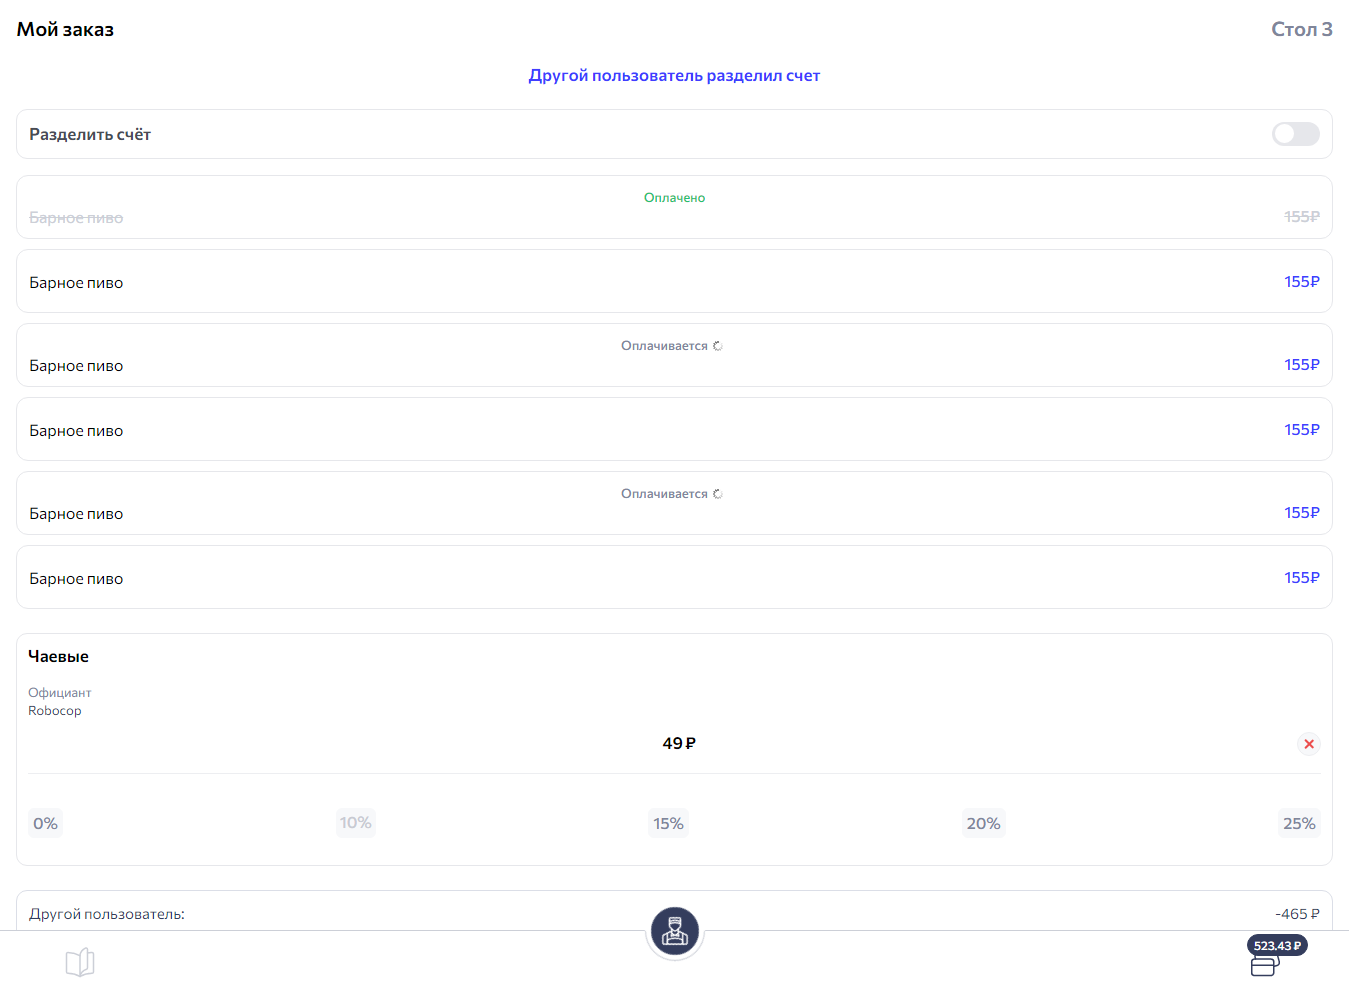 Мой заказ
Стол 3
Другой пользователь разделил счет
Разделить счёт
Оплачено
Барное пиво 155₽
Барное пиво 155₽
Оплачивается
Барное пиво 155₽
Барное пиво 155₽
Оплачивается
Барное пиво 155₽
Барное пиво 155₽
Чаевые
Официант
Robocop
49 ₽
0% 10% 15% 20% 25%
Другой пользователь: -465 ₽
523.43 ₽